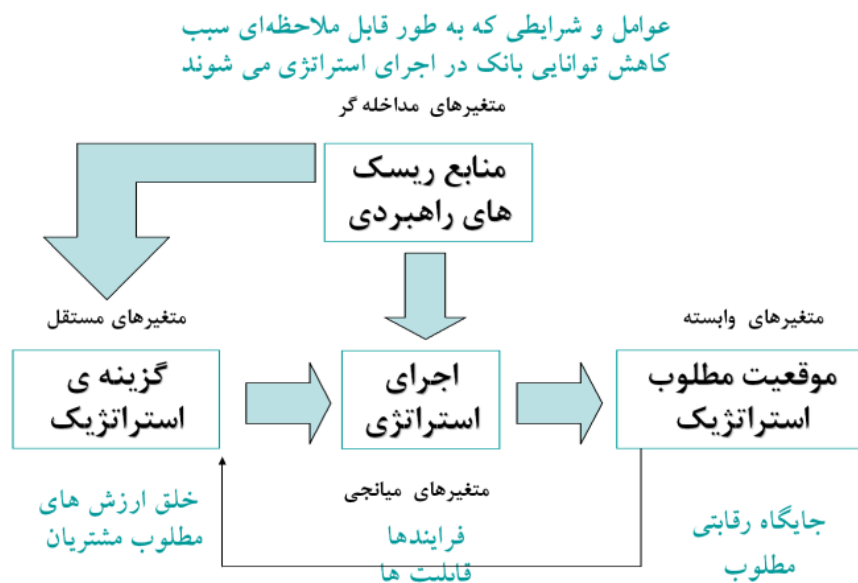 عوامل و شرایطی که به طور قابل ملاحظه‌ای سبب
کاهش توانایی بانک در اجرای استراتژی می شوند
متغیرهای مداخله گر
منابع ریسک
های راهبردی
متغیرهای وابسته
متغیرهای مستقل
موقعیت مطلوب
استراتژیک
اجرای
استراتژی
گزینه ی
استراتژیک
متغیرهای میانجی
جایگاه رقابتی
مطلوب
فرایندها
قابلیت ها
خلق ارزش های
مطلوب مشتریان